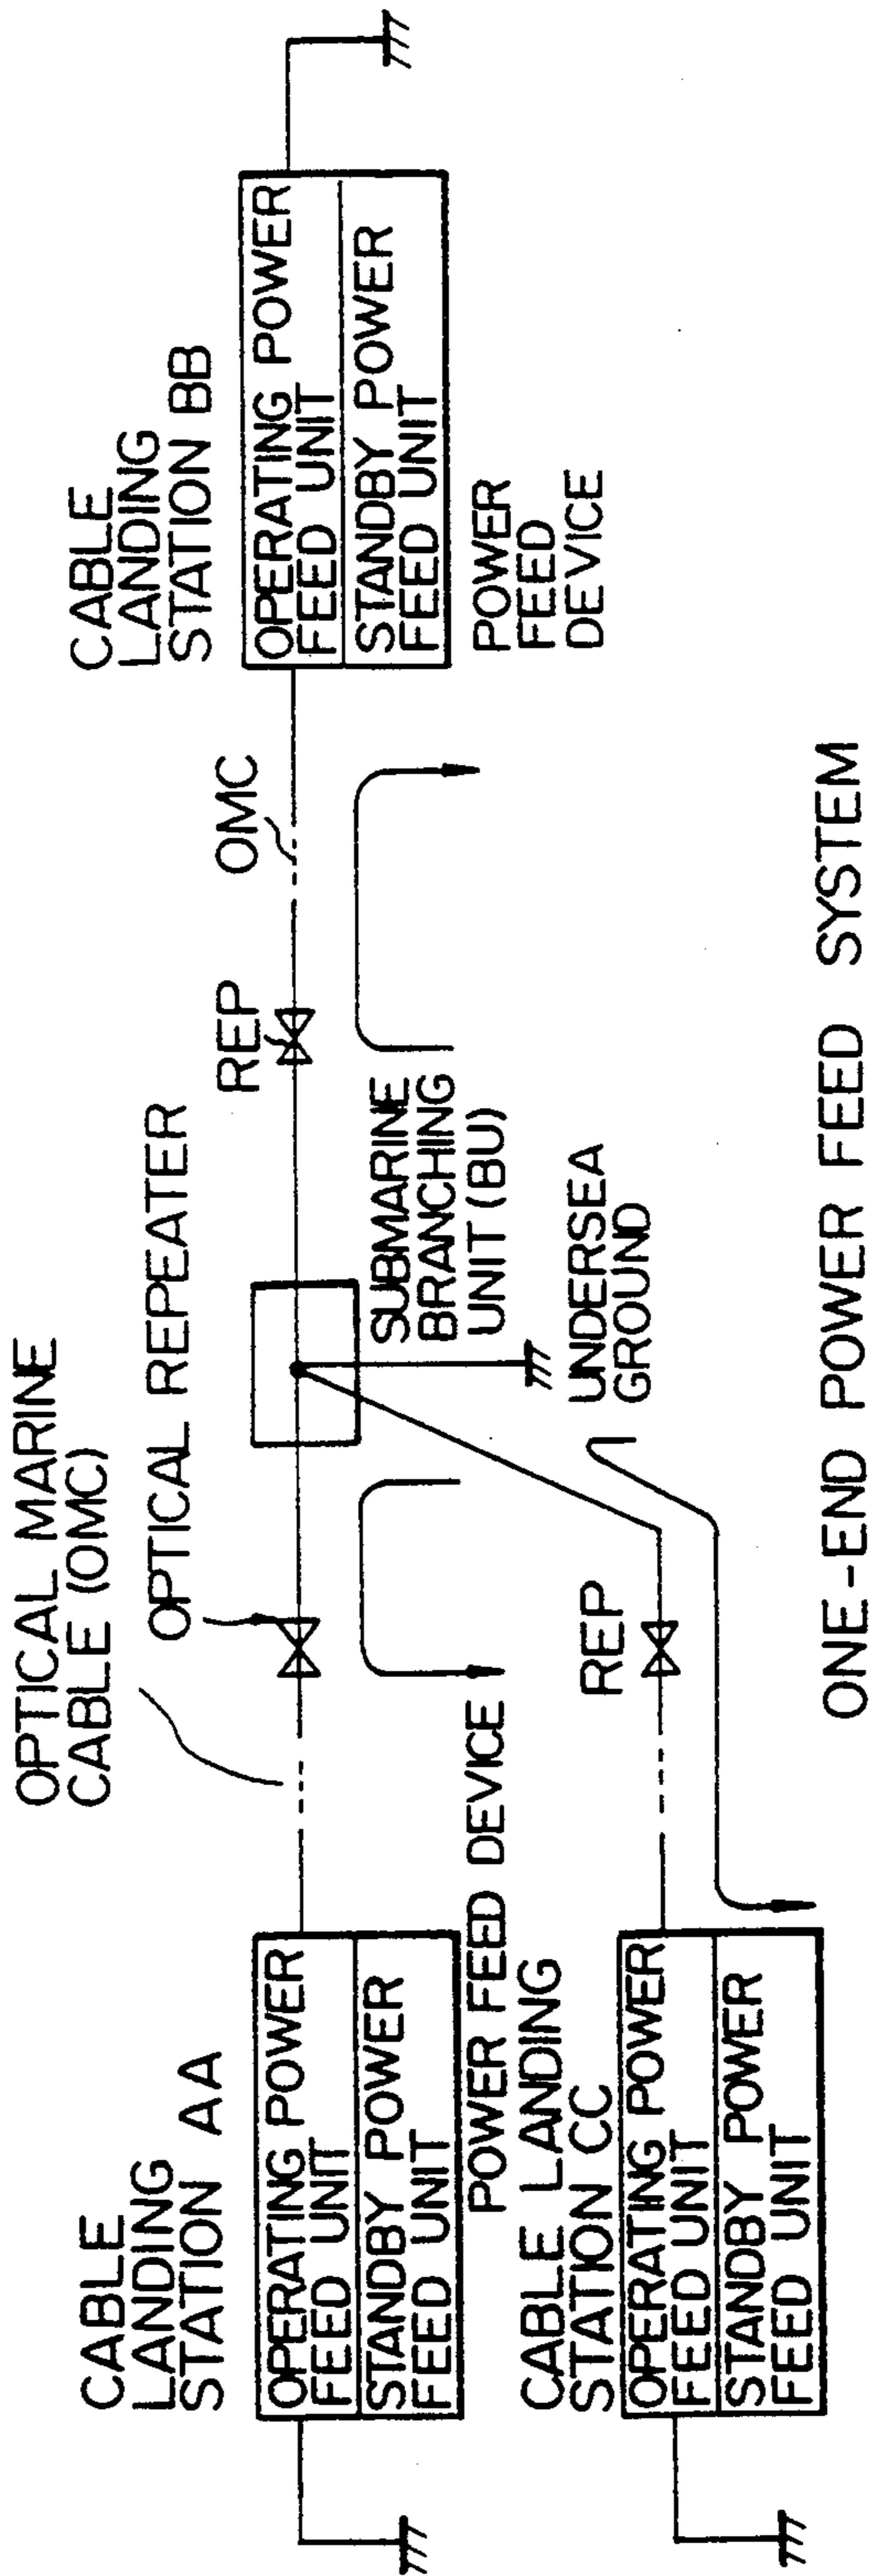 OPTICAL MARINE
CABLE (OMC)
OPTICAL REPEATER
CABLE
LANDING
STATION AA
OPERATING POWER
FEED UNIT
STANDBY POWER
FEED UNIT
POWER FEED DEVICE
REP
OMC
CABLE
LANDING
STATION BB
OPERATING POWER
FEED UNIT
STANDBY POWER
FEED UNIT
POWER
FEED
DEVICE
SUBMARINE
BRANCHING
UNIT (BU)
UNDERSEA
GROUND
CABLE LANDING
STATION CC
OPERATING POWER
FEED UNIT
STANDBY POWER
FEED UNIT
REP
ONE-END POWER FEED SYSTEM